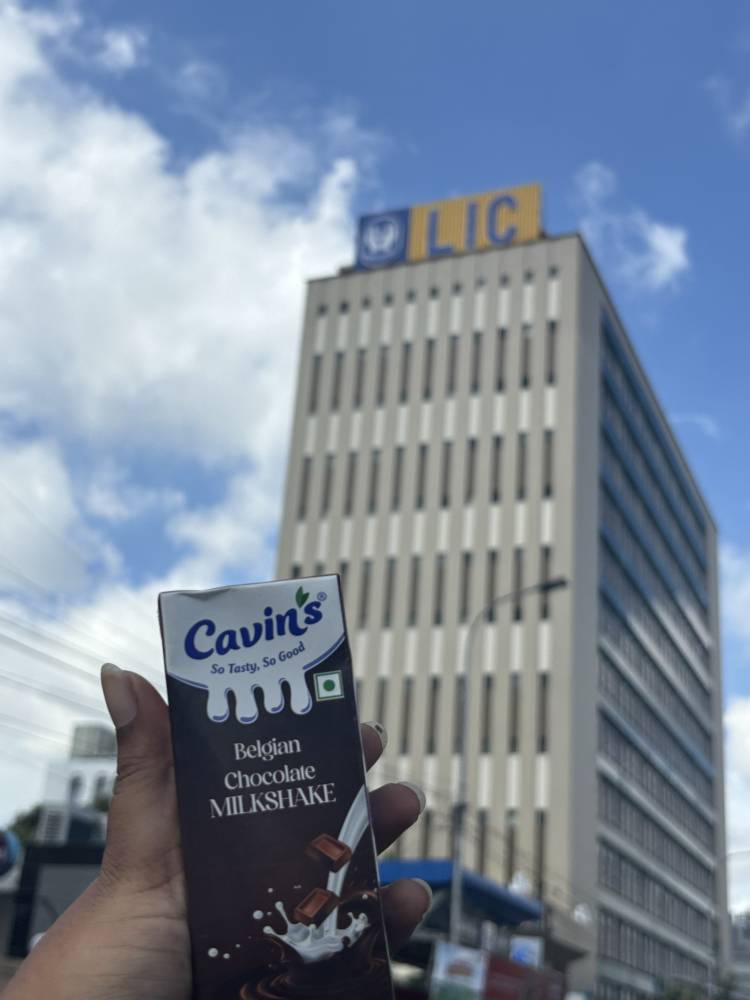 LIC
Cavin's®
So Tasty, So Good
Belgian
Chocolate
MILKSHAKE